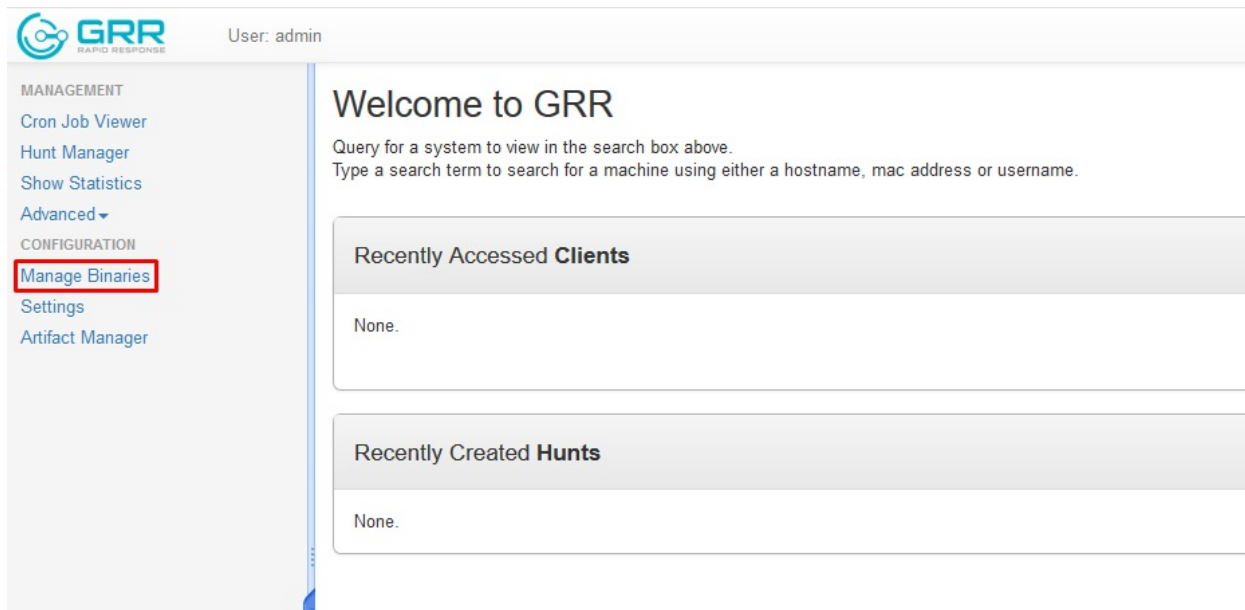 GRR
RAPID RESPONSE
User: admin
MANAGEMENT
Cron Job Viewer
Hunt Manager
Show Statistics
Advanced
CONFIGURATION
Manage Binaries
Settings
Artifact Manager
Welcome to GRR
Query for a system to view in the search box above.
Type a search term to search for a machine using either a hostname, mac address or username.
Recently Accessed Clients
None.
Recently Created Hunts
None.